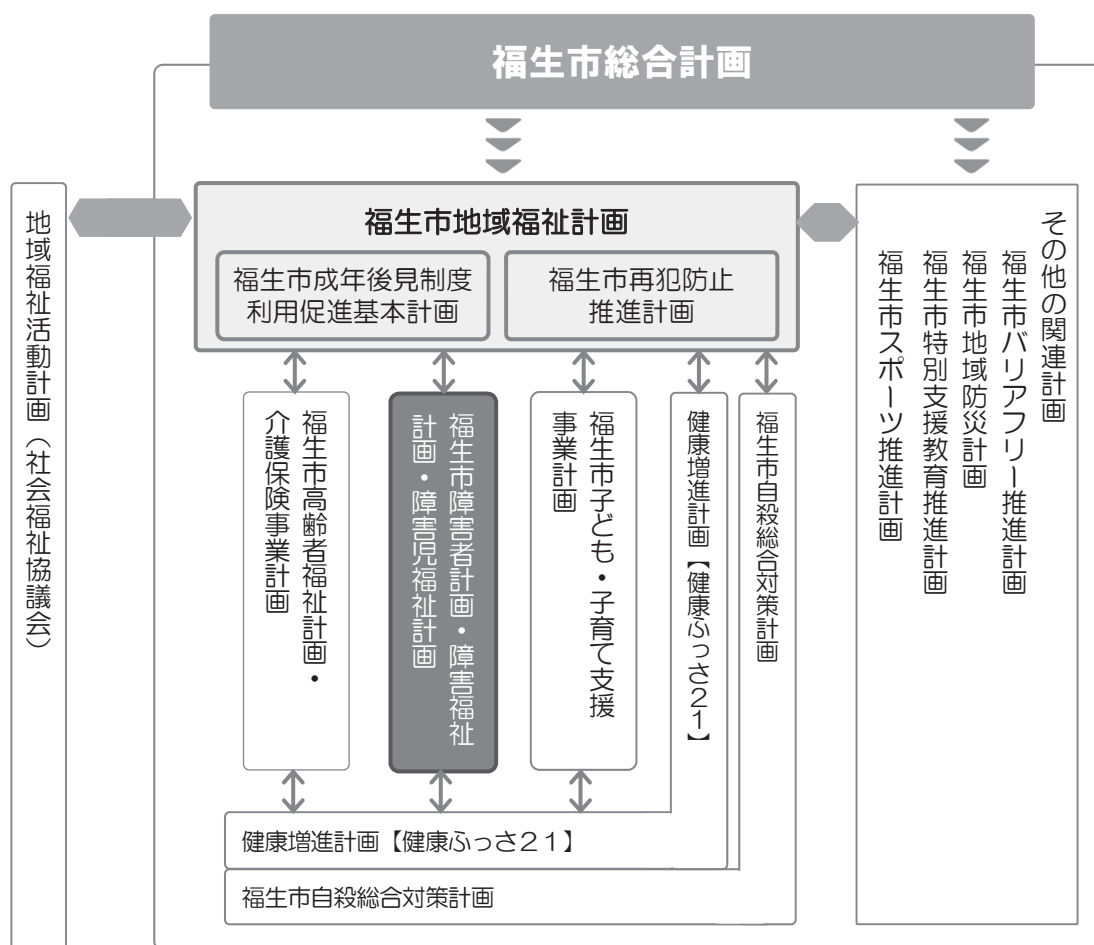 福生市総合計画
地域福祉活動計画（社会福祉協議会）
福生市地域福祉計画
福生市成年後見制度
利用促進基本計画
福生市再犯防止
推進計画
福生市高齢者福祉計画・
介護保険事業計画
福生市障害者計画・障害福祉
計画・障害児福祉計画
福生市子ども・子育て支援
事業計画
健康増進計画【健康ふっさ２１】
福生市自殺総合対策計画
健康増進計画【健康ふっさ２１】
福生市自殺総合対策計画
その他の関連計画
福生市バリアフリー推進計画
福生市地域防災計画
福生市特別支援教育推進計画
福生市スポーツ推進計画